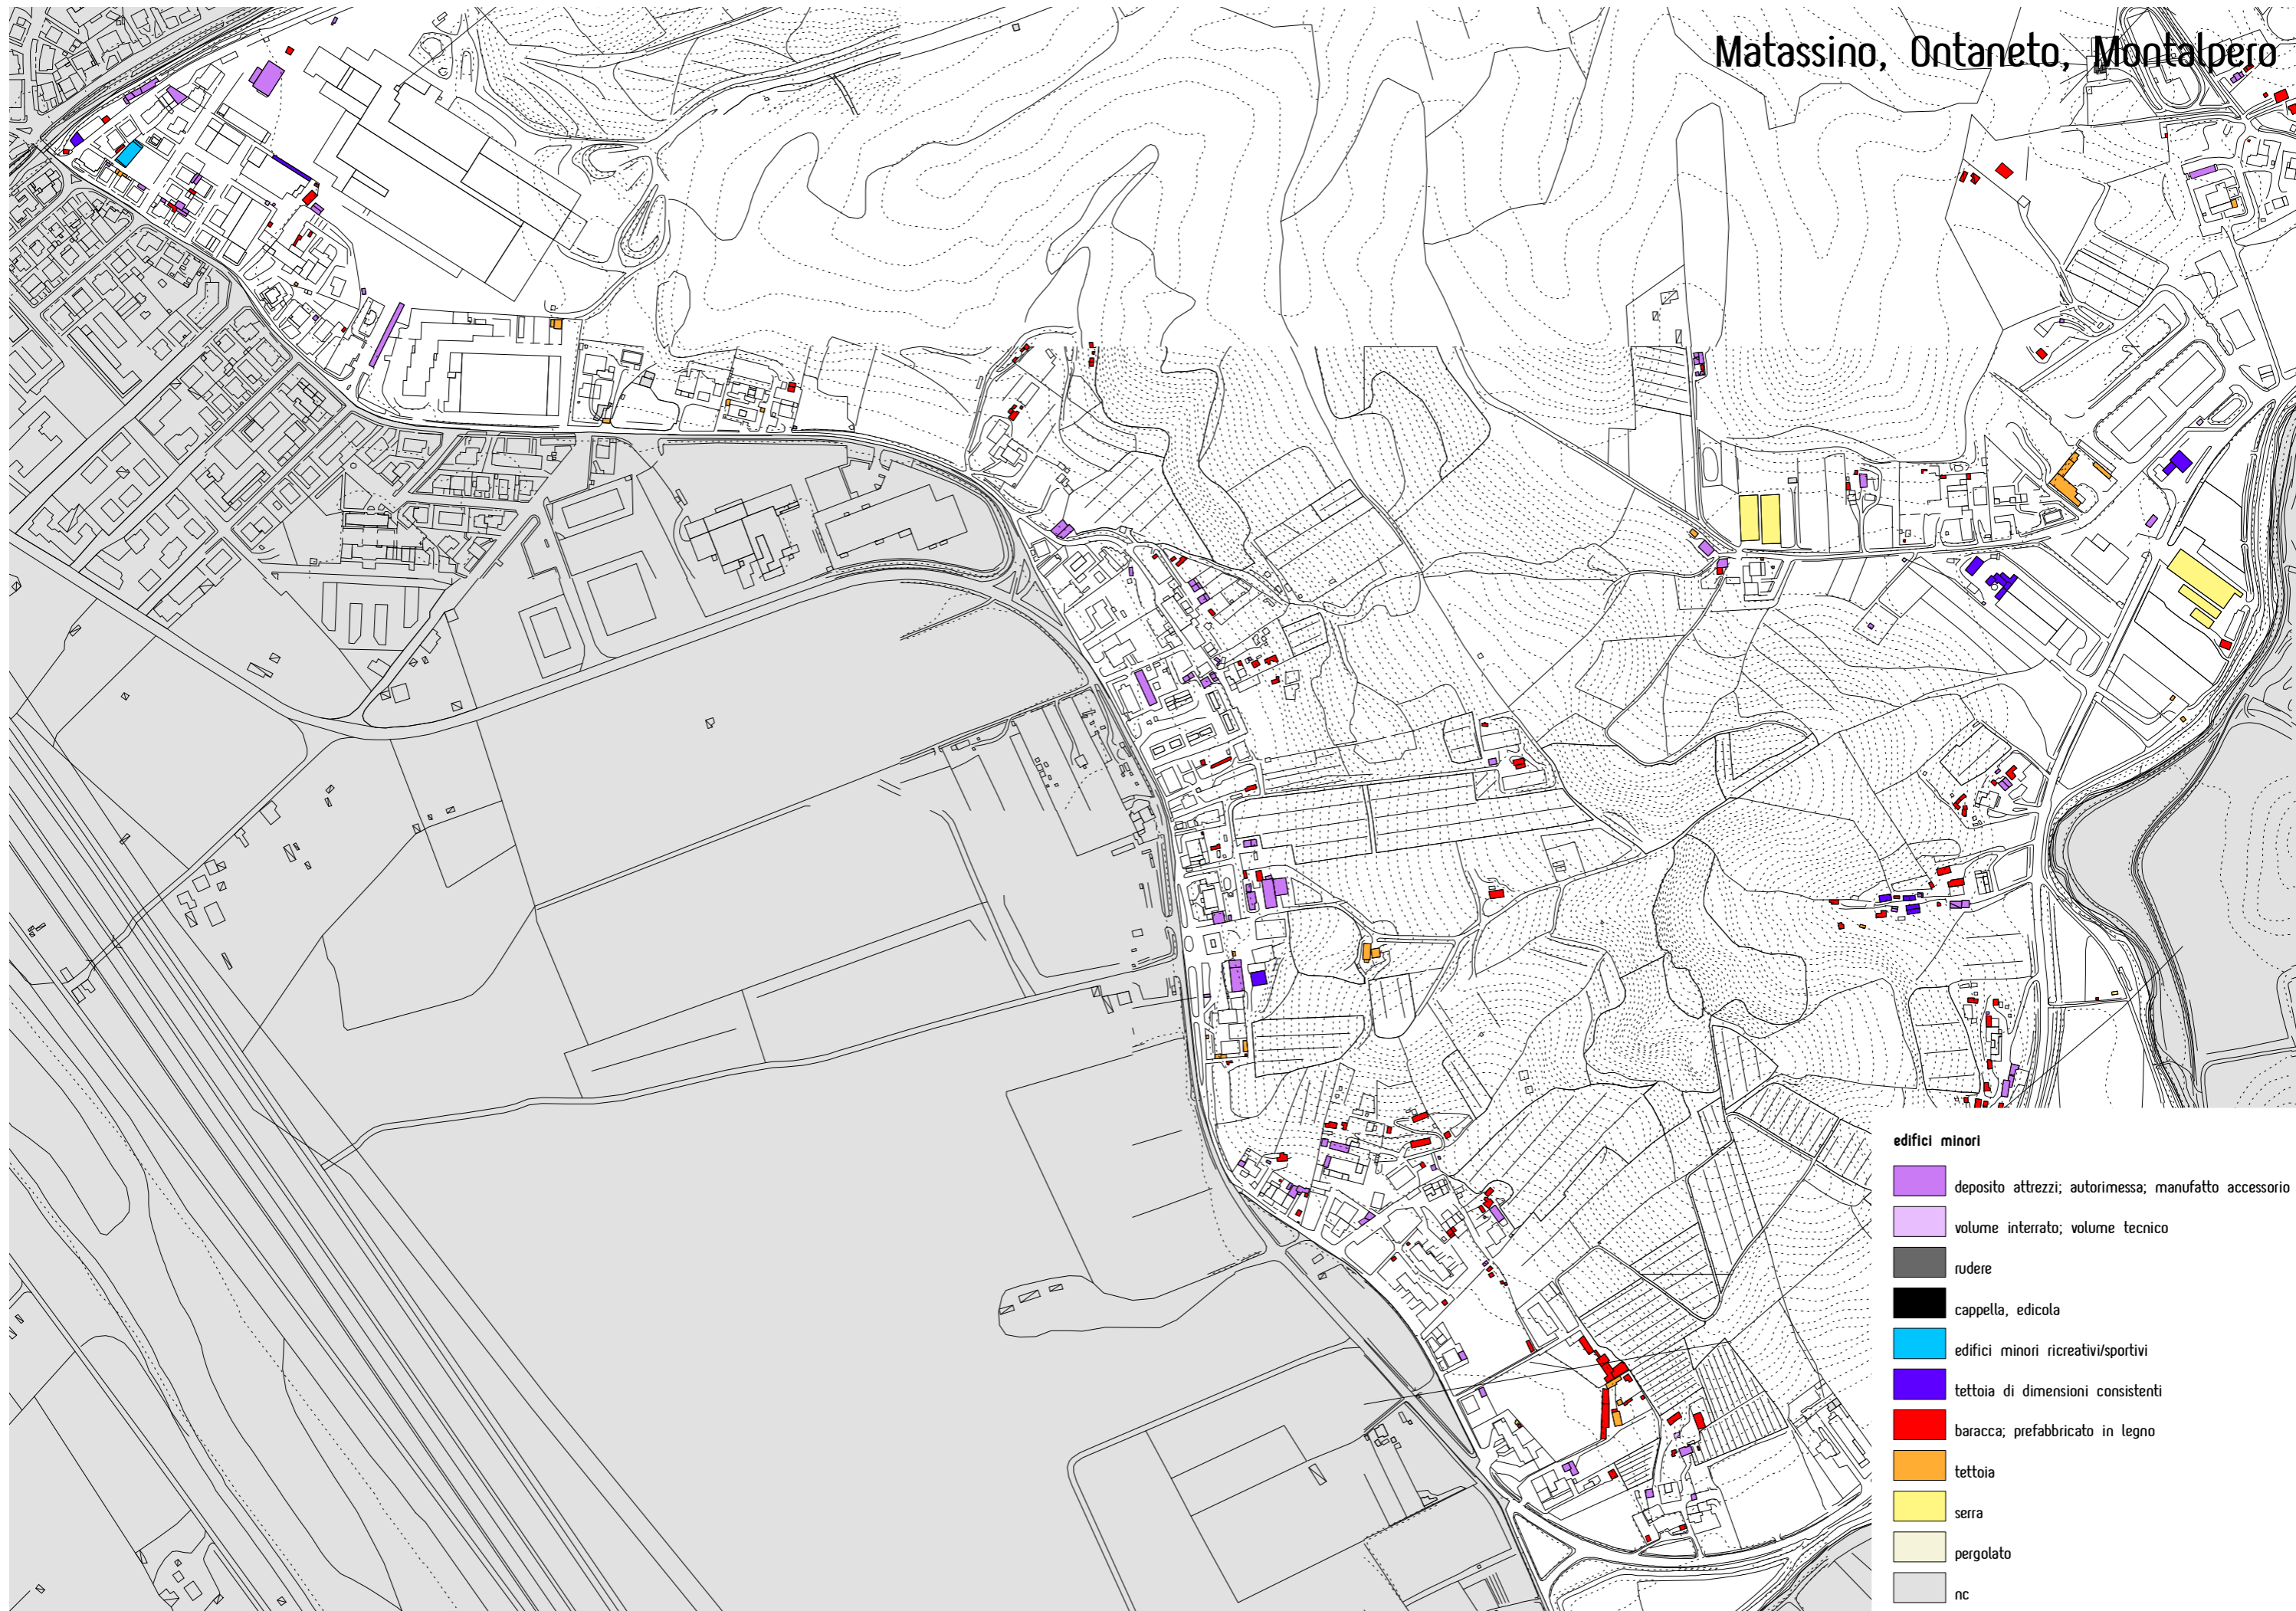 Matassino, Ontaneto, Montalpero
edifici minori
deposito attrezzi; autorimessa; manufatto accessorio
volume interrato; volume tecnico
rudere
cappella, edicola
edifici minori ricreativi/sportivi
tettoia di dimensioni consistenti
baracca; prefabbricato in legno
tettoia
serra
pergolato
nc